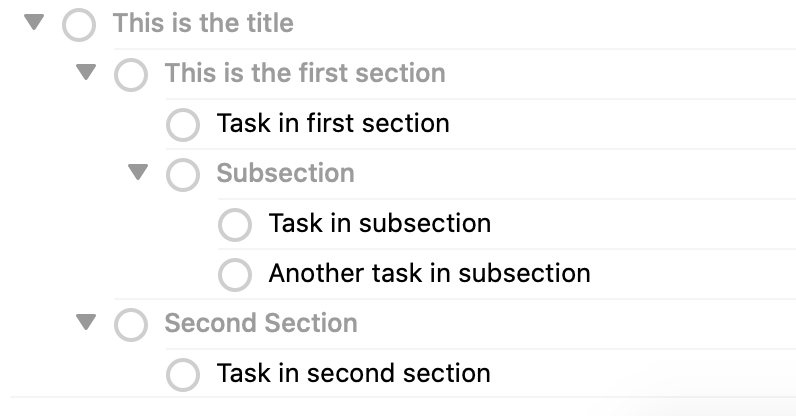 This is the title
This is the first section
Task in first section
Subsection
Task in subsection
Another task in subsection
Second Section
Task in second section